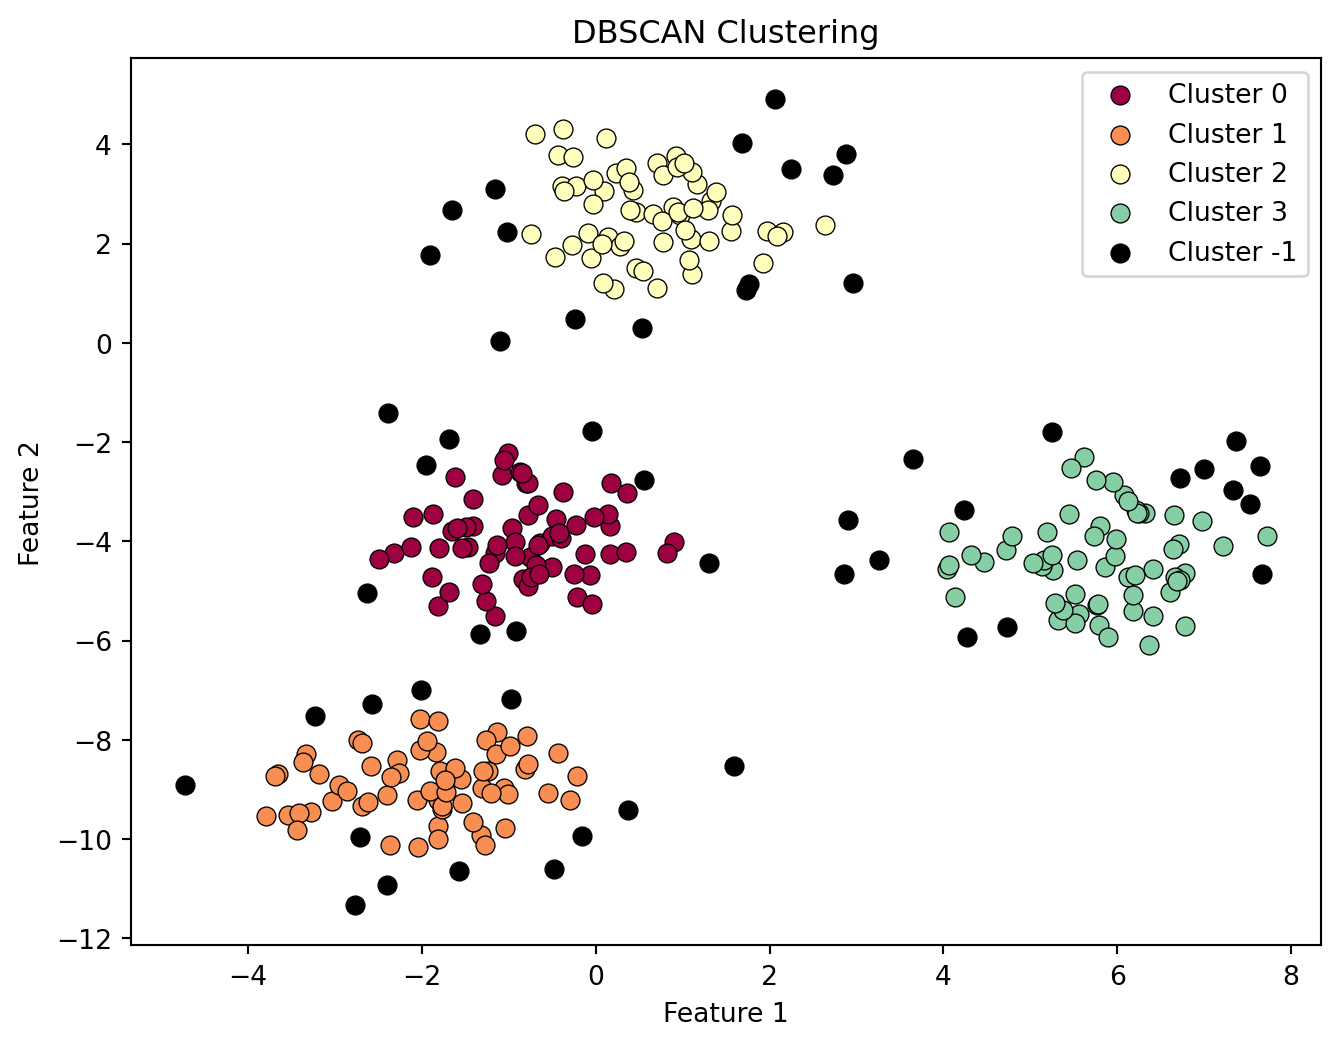 DBSCAN Clustering
Cluster 0
Cluster 1
Cluster 2
Cluster 3
Cluster -1
4
2
0
−2
−4
−6
−8
−10
−12
Feature 2
−4
−2
0
2
4
6
8
Feature 1